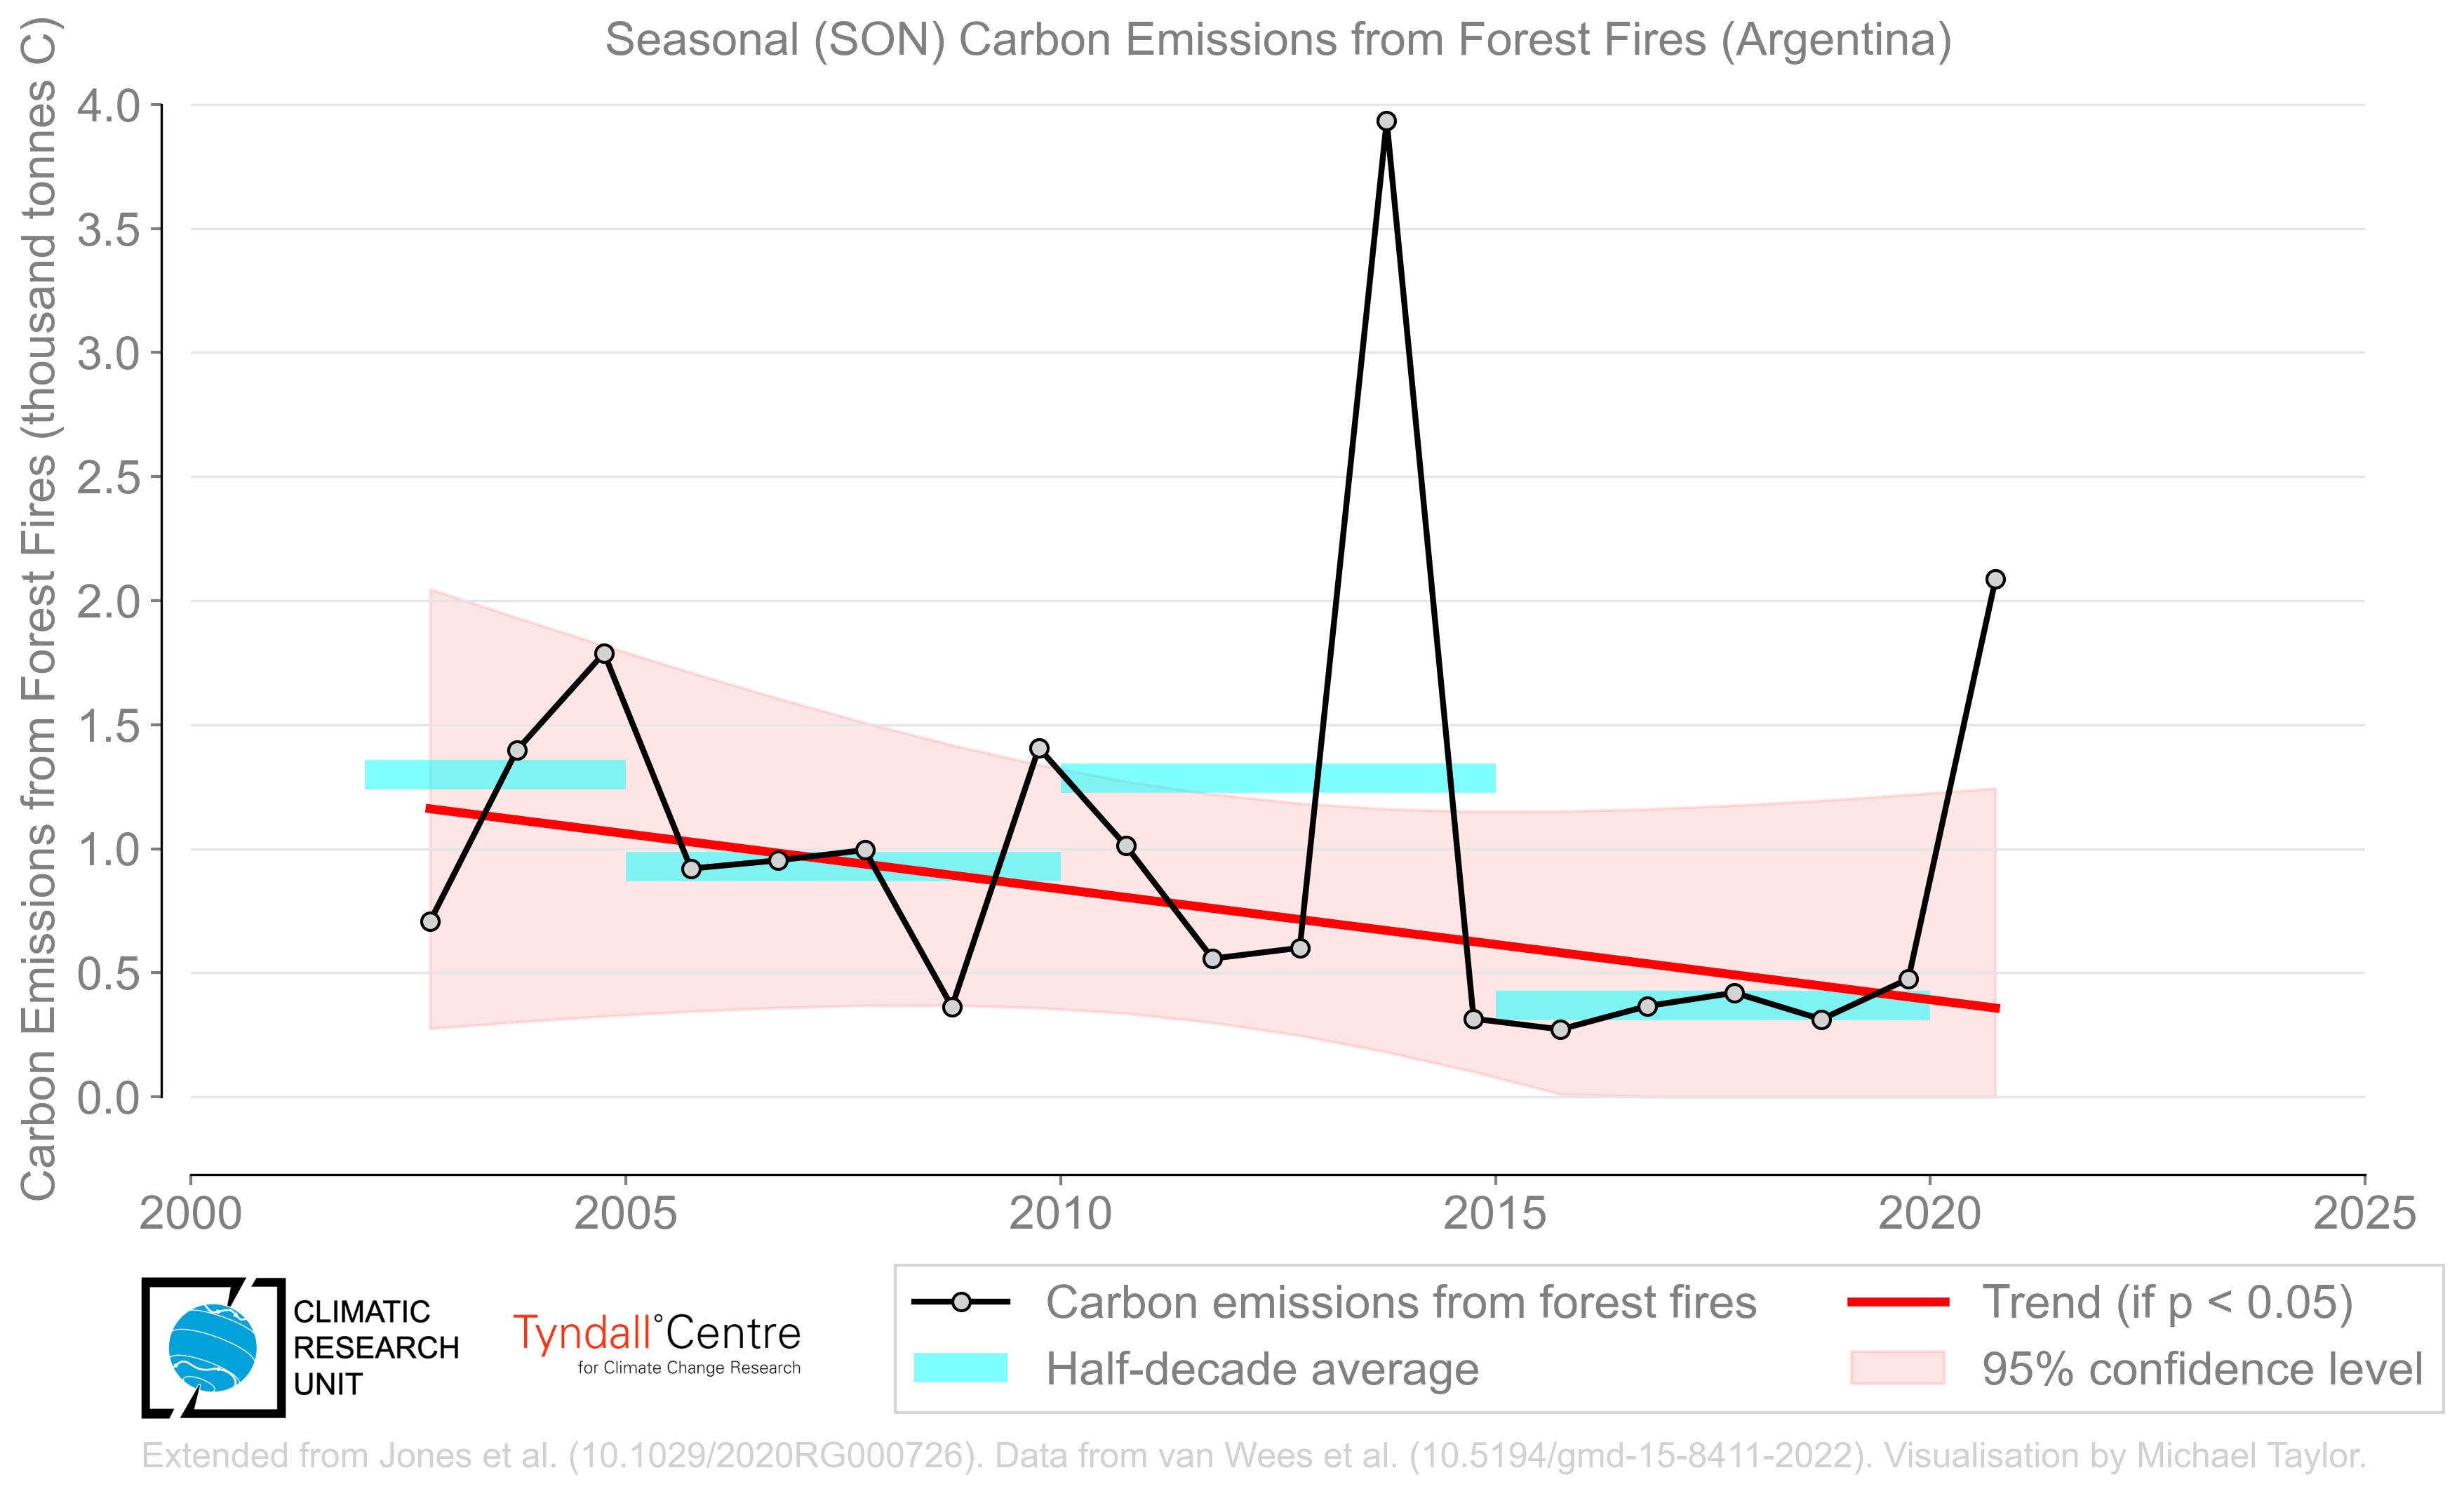 Seasonal (SON) Carbon Emissions from Forest Fires (Argentina)
Carbon Emissions from Forest Fires (thousand tonnes C)
4.0
3.5
3.0
2.5
2.0
1.5
1.0
0.5
0.0
2000 2005 2010 2015 2020 2025
CLIMATIC
RESEARCH
UNIT
Tyndall°Centre
for Climate Change Research
Carbon emissions from forest fires
Half-decade average
Trend (if p < 0.05)
95% confidence level
Extended from Jones et al. (10.1029/2020RG000726). Data from van Wees et al. (10.5194/gmd-15-8411-2022). Visualisation by Michael Taylor.